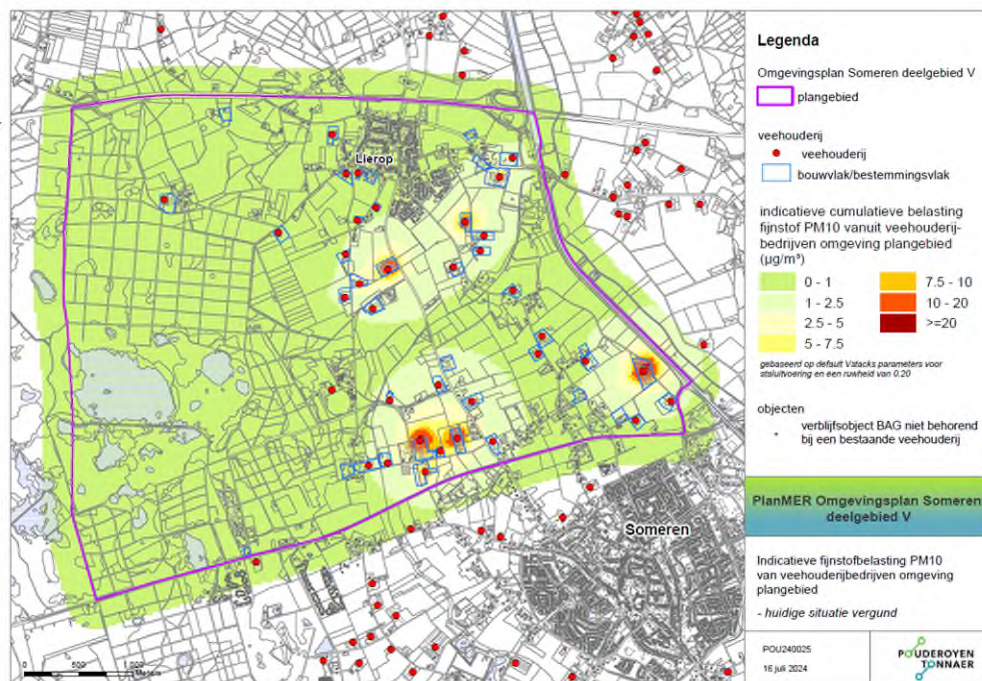 Lierop
Someren
0 500 1.000
Meters
Legenda
Omgevingsplan Someren deelgebied V
plangebied
veehouderij
veehouderij
bouwvlak/bestemmingsvlak
indicatieve cumulatieve belasting
fijnstof PM10 vanuit veehouderij-
bedrijven omgeving plangebied
(µg/m³)
0 - 1
1 - 2.5
2.5 - 5
5 - 7.5
7.5 - 10
10 - 20
>=20
gebaseerd op default Vstacks parameters voor
staluitvoering en een ruwheid van 0.20
objecten
verblijfsobject BAG niet behorend
bij een bestaande veehouderij
PlanMER Omgevingsplan Someren
deelgebied V
Indicatieve fijnstofbelasting PM10
van veehouderijbedrijven omgeving
plangebied
- huidige situatie vergund
POU240025
16 juli 2024
POUDEROYEN
TONNAER